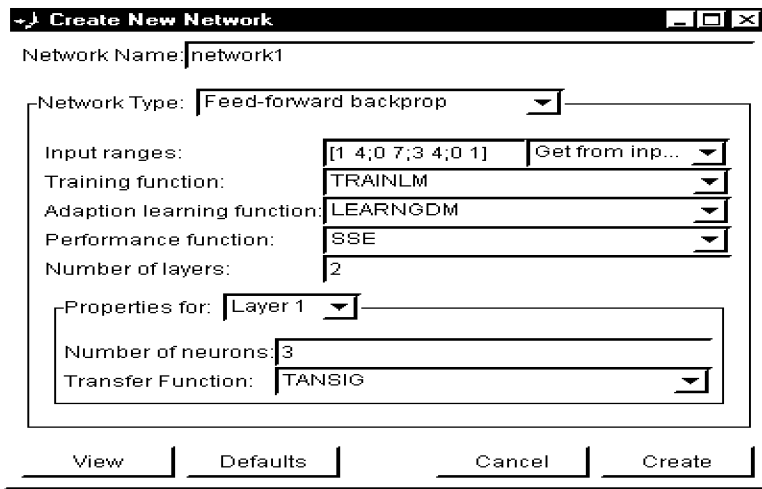 Create New Network
Network Name: network1
Network Type: Feed-forward backprop
Input ranges: [1 4;0 7;3 4;0 1] Get from inp...
Training function: TRAINLM
Adaption learning function: LEARNGDM
Performance function: SSE
Number of layers: 2
Properties for: Layer 1
Number of neurons: 3
Transfer Function: TANSIG
View Defaults Cancel Create